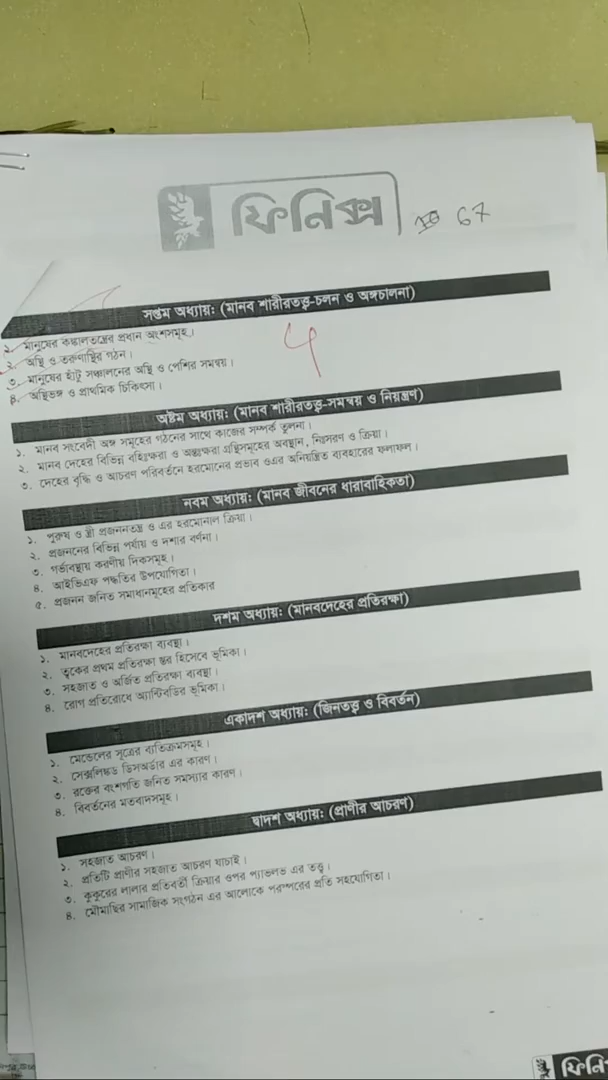 ফিনিক্স
67
সপ্তম অধ্যায়: (মানব শারীরতত্ত্ব-চলন ও অঙ্গচালনা)
১. মানুষের কঙ্কালতন্ত্রের প্রধান অংশসমূহ।
২. অস্থি ও তরুণাস্থির গঠন।
৩. মানুষের হাঁটু সঞ্চালনের অস্থি ও পেশির সমন্বয়।
৪. অস্থিভঙ্গ ও প্রাথমিক চিকিৎসা।
অষ্টম অধ্যায়: (মানব শারীরতত্ত্ব-সমন্বয় ও নিয়ন্ত্রণ)
১. মানব সংবেদী অঙ্গ সমূহের গঠনের সাথে কাজের সম্পর্ক তুলনা।
২. মানব দেহের বিভিন্ন বহিঃক্ষরা ও অন্তঃক্ষরা গ্রন্থিসমূহের অবস্থান, নিঃসরণ ও ক্রিয়া।
৩. দেহের বৃদ্ধি ও আচরণ পরিবর্তনে হরমোনের প্রভাব ওএর অনিয়ন্ত্রিত ব্যবহারের ফলাফল।
নবম অধ্যায়: (মানব জীবনের ধারাবাহিকতা)
১. পুরুষ ও স্ত্রী প্রজননতন্ত্র ও এর হরমোনাল ক্রিয়া।
২. প্রজননের বিভিন্ন পর্যায় ও দশার বর্ণনা।
৩. গর্ভাবস্থায় করণীয় দিকসমূহ।
৪. আইভিএফ পদ্ধতির উপযোগিতা।
৫. প্রজনন জনিত সমাধানমূহের প্রতিকার
দশম অধ্যায়: (মানবদেহের প্রতিরক্ষা)
১. মানবদেহের প্রতিরক্ষা ব্যবস্থা।
২. ত্বকের প্রথম প্রতিরক্ষা স্তর হিসেবে ভূমিকা।
৩. সহজাত ও অর্জিত প্রতিরক্ষা ব্যবস্থা।
৪. রোগ প্রতিরোধে অ্যান্টিবডির ভূমিকা।
একাদশ অধ্যায়: (জিনতত্ত্ব ও বিবর্তন)
১. মেন্ডেলের সূত্রের ব্যতিক্রমসমূহ।
২. সেক্সলিঙ্কড ডিসঅর্ডার এর কারণ।
৩. রক্তের বংশগতি জনিত সমস্যার কারণ।
৪. বিবর্তনের মতবাদসমূহ।
দ্বাদশ অধ্যায়: (প্রাণীর আচরণ)
১. সহজাত আচরণ।
২. প্রতিটি প্রাণীর সহজাত আচরণ যাচাই।
৩. কুকুরের লালার প্রতিবর্তী ক্রিয়ার ওপর প্যাভলভ এর তত্ত্ব।
৪. মৌমাছির সামাজিক সংগঠন এর আলোকে পরস্পরের প্রতি সহযোগিতা।